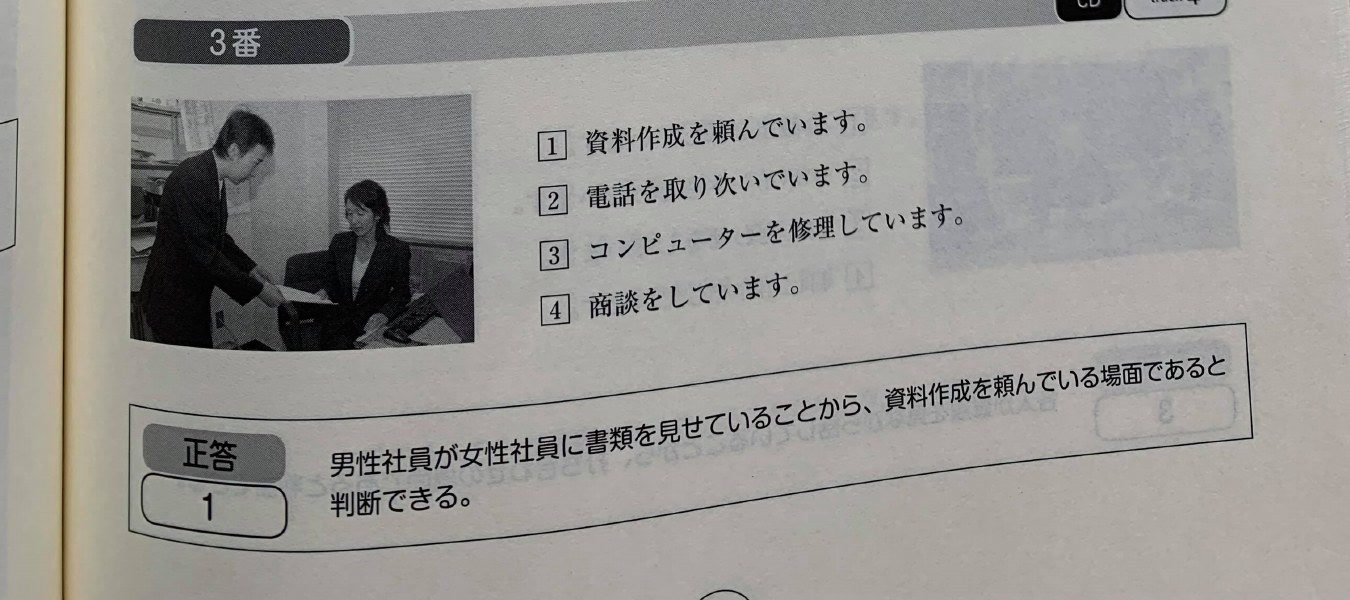 3番
CD
1 資料作成を頼んでいます。
2 電話を取り次いでいます。
3 コンピューターを修理しています。
4 商談をしています。
正答
1
男性社員が女性社員に書類を見せていることから、資料作成を頼んでいる場面であると
判断できる。